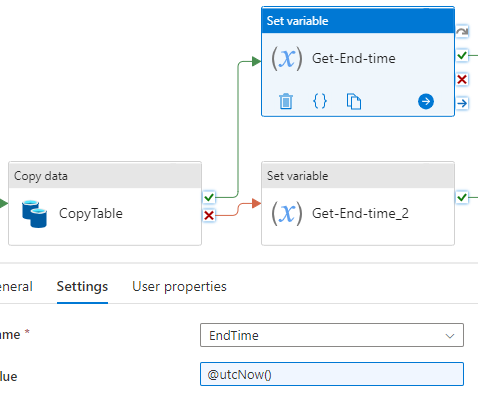 Set variable
(x) Get-End-time
{}
Copy data
CopyTable
Set variable
(x) Get-End-time_2
eneral Settings User properties
ame * EndTime
lue @utcNow()